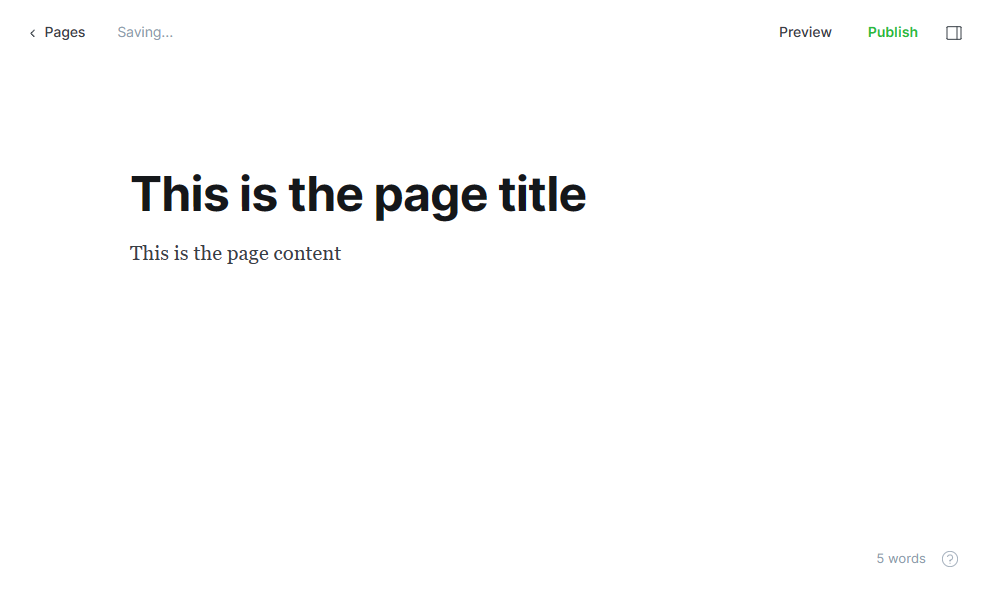 Pages Saving... Preview Publish
This is the page title
This is the page content
5 words